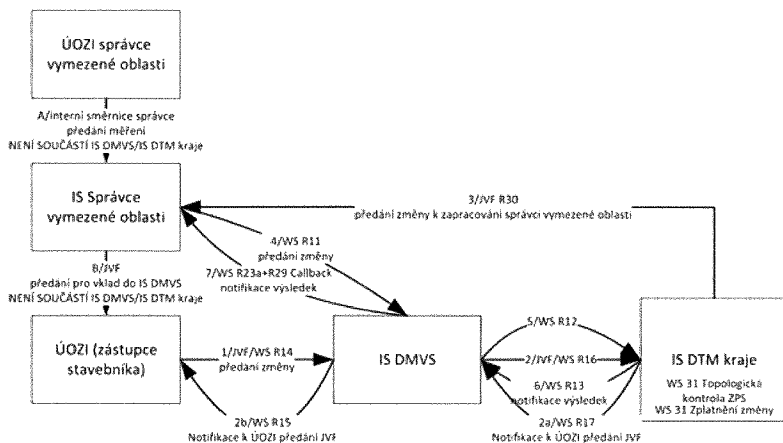 ÚOZI správce
vymezené oblasti
A/interní směrnice správce
předání měření
NENÍ SOUČÁSTÍ IS DMVS/IS DTM kraje
IS Správce
vymezené oblasti
3/JVF R30
předání změny k zapracování správci vymezené oblasti
4/WS R11
předání změny
7/WS R23a+R29 Callback
notifikace výsledek
B/JVF
předání pro vklad do IS DMVS
NENÍ SOUČÁSTÍ IS DMVS/IS DTM kraje
ÚOZI (zástupce
stavebníka)
1/JVF/WS R14
předání změny
2b/WS R15
Notifikace k ÚOZI předání JVF
IS DMVS
5/WS R12
2/JVF/WS R16
6/WS R13
notifikace výsledek
2a/WS R17
Notifikace k ÚOZI předání JVF
IS DTM kraje
WS 31 Topologická
kontrola ZPS
WS 31 Zplatnění změny